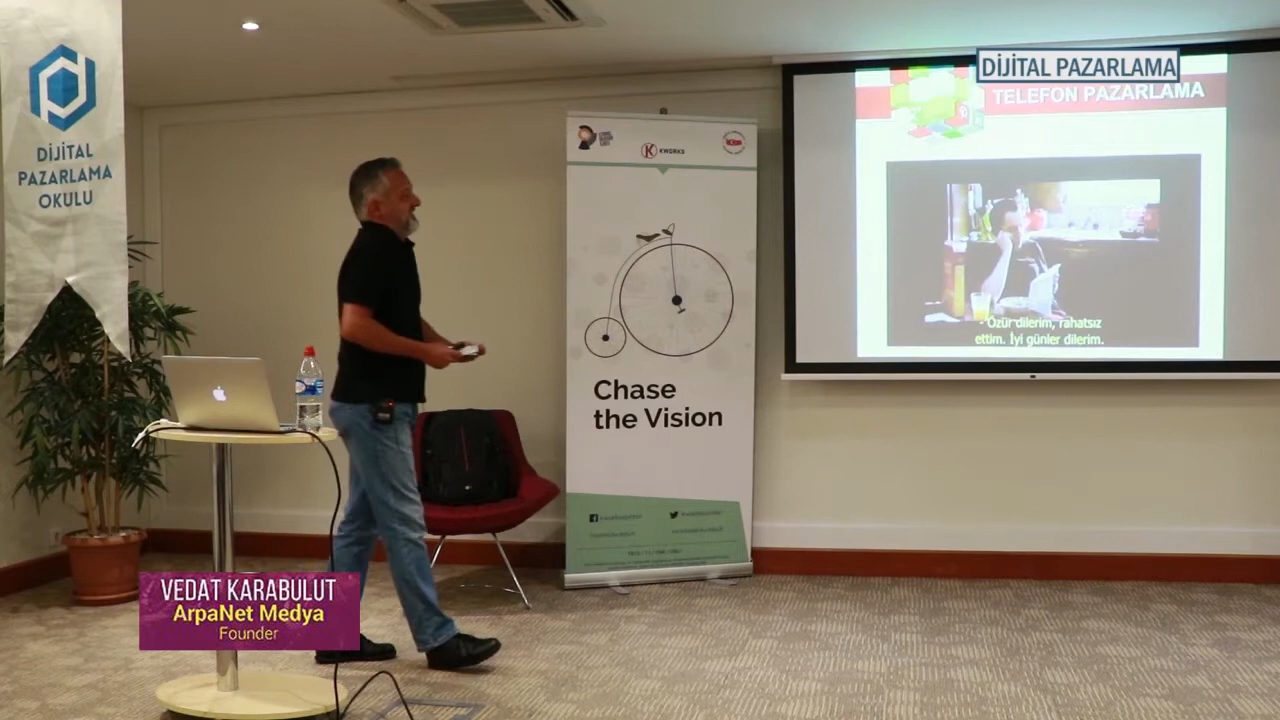 DİJİTAL
PAZARLAMA
OKULU
KWORKS
Chase
the Vision
DİJİTAL PAZARLAMA
TELEFON PAZARLAMA
- Özür dilerim, rahatsız
ettim. İyi günler dilerim.
VEDAT KARABULUT
ArpaNet Medya
Founder